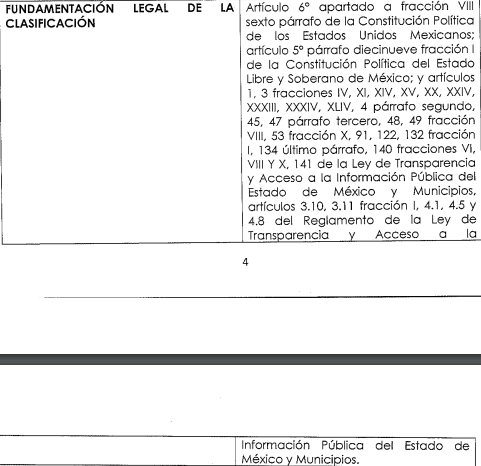 FUNDAMENTACIÓN LEGAL DE LA
CLASIFICACIÓN
Artículo 6º apartado a fracción VIII
sexto párrafo de la Constitución Política
de los Estados Unidos Mexicanos;
artículo 5º párrafo diecinueve fracción I
de la Constitución Política del Estado
Libre y Soberano de México; y artículos
1, 3 fracciones IV, XI, XIV, XV, XX, XXIV,
XXXIII, XXXIV, XLIV, 4 párrafo segundo,
45, 47 párrafo tercero, 48, 49 fracción
VIII, 53 fracción X, 91, 122, 132 fracción
I, 134 último párrafo, 140 fracciones VI,
VIII Y X, 141 de la Ley de Transparencia
y Acceso a la Información Pública del
Estado de México y Municipios,
artículos 3.10, 3.11 fracción I, 4.1, 4.5 y
4.8 del Reglamento de la Ley de
Transparencia y Acceso a la
4
Información Pública del Estado de
México y Municipios.